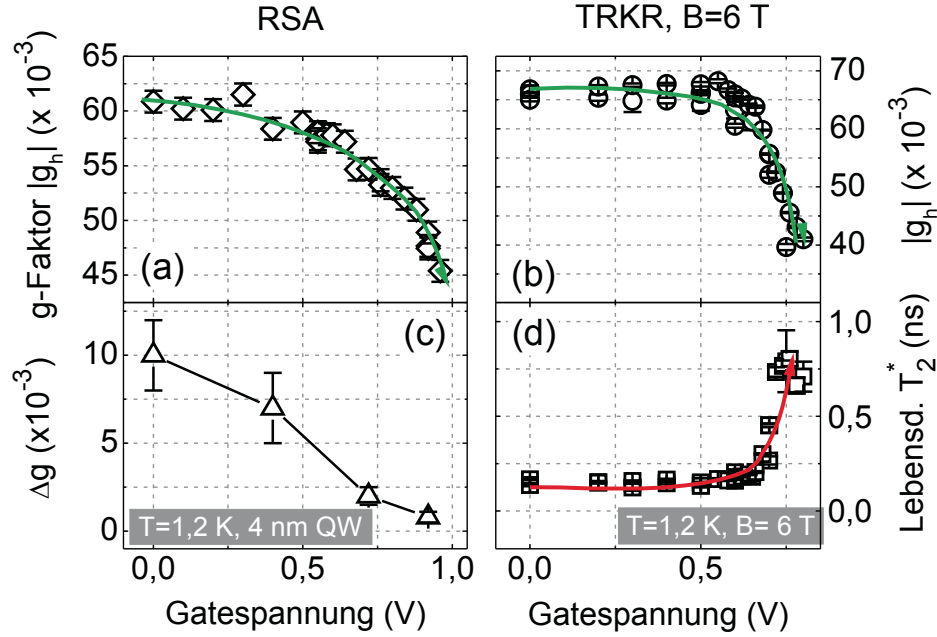 RSA
TRKR, B=6 T
g-Faktor |g_h| (x 10^-3)
65
60
55
50
45
(a)
70
60
50
40
|g_h| (x 10^-3)
(b)
Δg (x10^-3)
10
5
0
(c)
T=1,2 K, 4 nm QW
0,0
0,5
1,0
Gatespannung (V)
(d)
1,0
0,5
0,0
Lebensd. T_2^* (ns)
T=1,2 K, B= 6 T
0,0
0,5
Gatespannung (V)